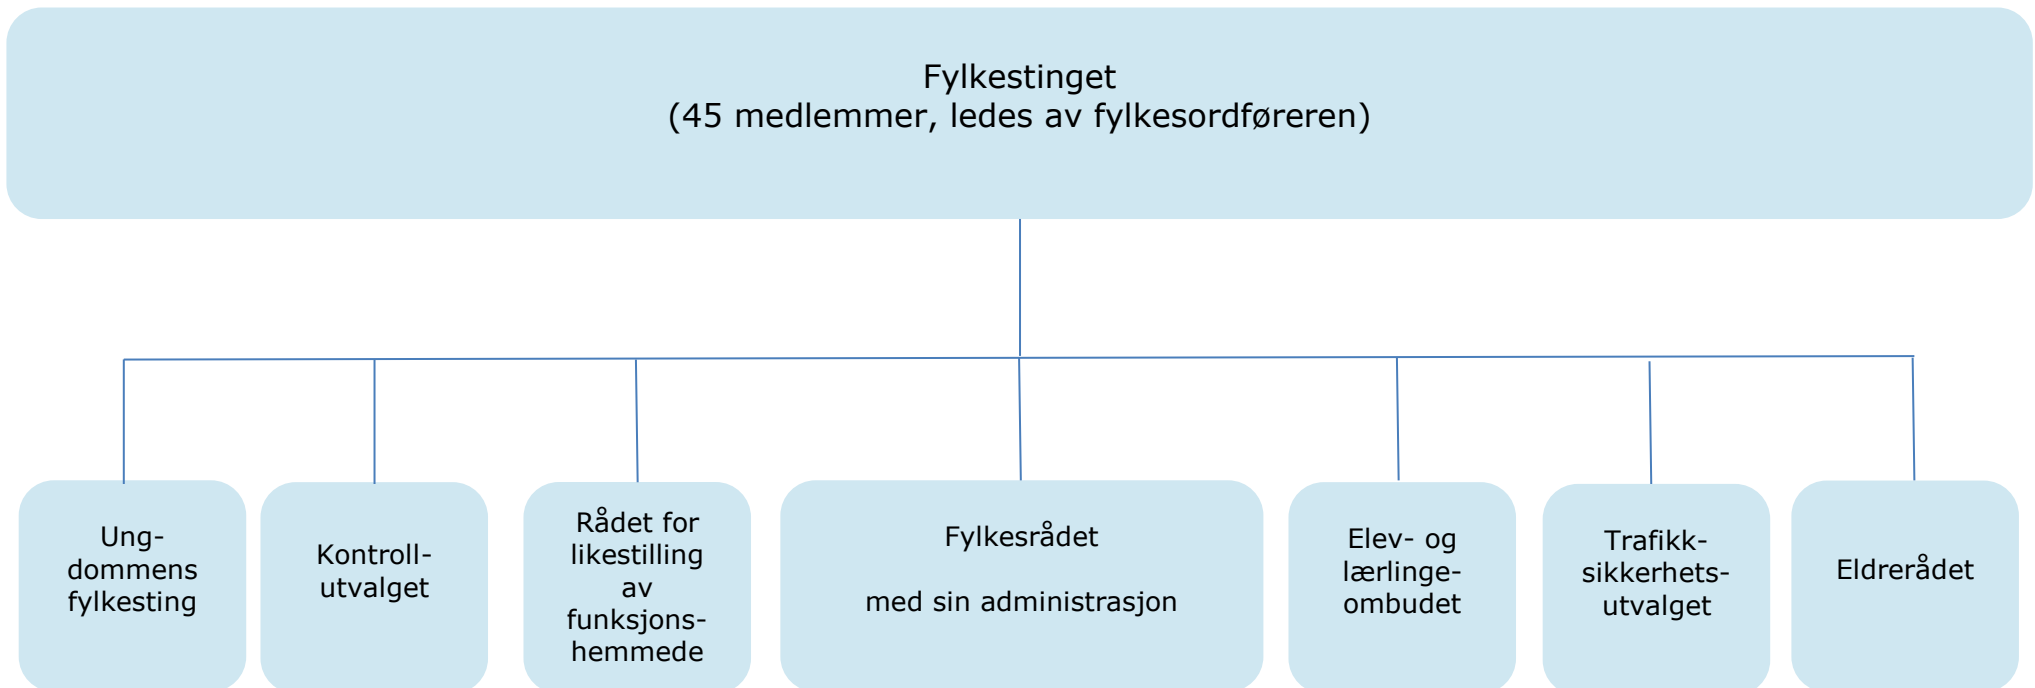 Fylkestinget
(45 medlemmer, ledes av fylkesordføreren)
Ung-
dommens
fylkesting
Kontroll-
utvalget
Rådet for
likestilling
av
funksjons-
hemmede
Fylkesrådet
med sin administrasjon
Elev- og
lærlinge-
ombudet
Trafikk-
sikkerhets-
utvalget
Eldrerådet